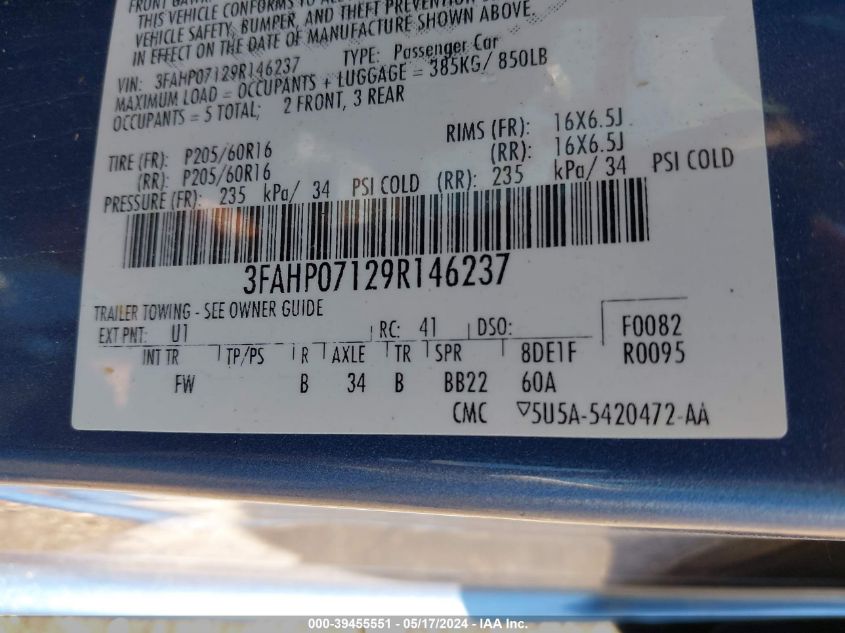 THIS VEHICLE CONFORMS TO
VEHICLE SAFETY, BUMPER, AND THEFT PREVENTION
IN EFFECT ON THE DATE OF MANUFACTURE SHOWN ABOVE.
VIN: 3FAHP07129R146237 TYPE: Passenger Car
MAXIMUM LOAD = OCCUPANTS + LUGGAGE = 385KG/ 850LB
OCCUPANTS = 5 TOTAL; 2 FRONT, 3 REAR
TIRE (FR): P205/60R16 RIMS (FR): 16X6.5J
(RR): P205/60R16 (RR): 16X6.5J
PRESSURE (FR): 235 kPa/ 34 PSI COLD (RR): 235 kPa/ 34 PSI COLD
3FAHP07129R146237
TRAILER TOWING - SEE OWNER GUIDE
EXT PNT: U1 RC: 41 DSO: F0082
INT TR TP/PS R AXLE TR SPR 8DE1F R0095
FW B 34 B BB22 60A
CMC ▽5U5A-5420472-AA
000-39455551 - 05/17/2024 - IAA Inc.